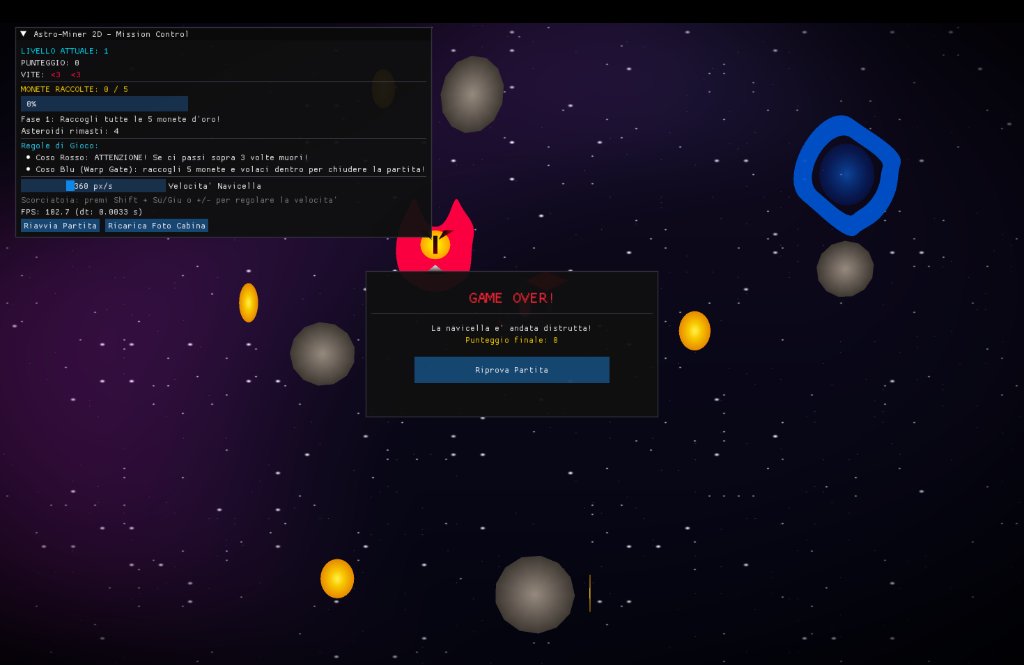 Astro-Miner 2D - Mission Control
LIVELLO ATTUALE: 1
PUNTEGGIO: 0
VITE: <3 <3
MONETE RACCOLTE: 0 / 5
0%
Fase 1: Raccogli tutte le 5 monete d'oro!
Asteroidi rimasti: 4
Regole di Gioco:
Coso Rosso: ATTENZIONE! Se ci passi sopra 3 volte muori!
Coso Blu (Warp Gate): raccogli 5 monete e volaci dentro per chiudere la partita!
360 px/s Velocita' Navicella
Scorciatoia: premi Shift + Su/Giu o +/- per regolare la velocita'
FPS: 182.7 (dt: 0.0033 s)
Riavvia Partita Ricarica Foto Cabina
GAME OVER!
La navicella e' andata distrutta!
Punteggio finale: 0
Riprova Partita